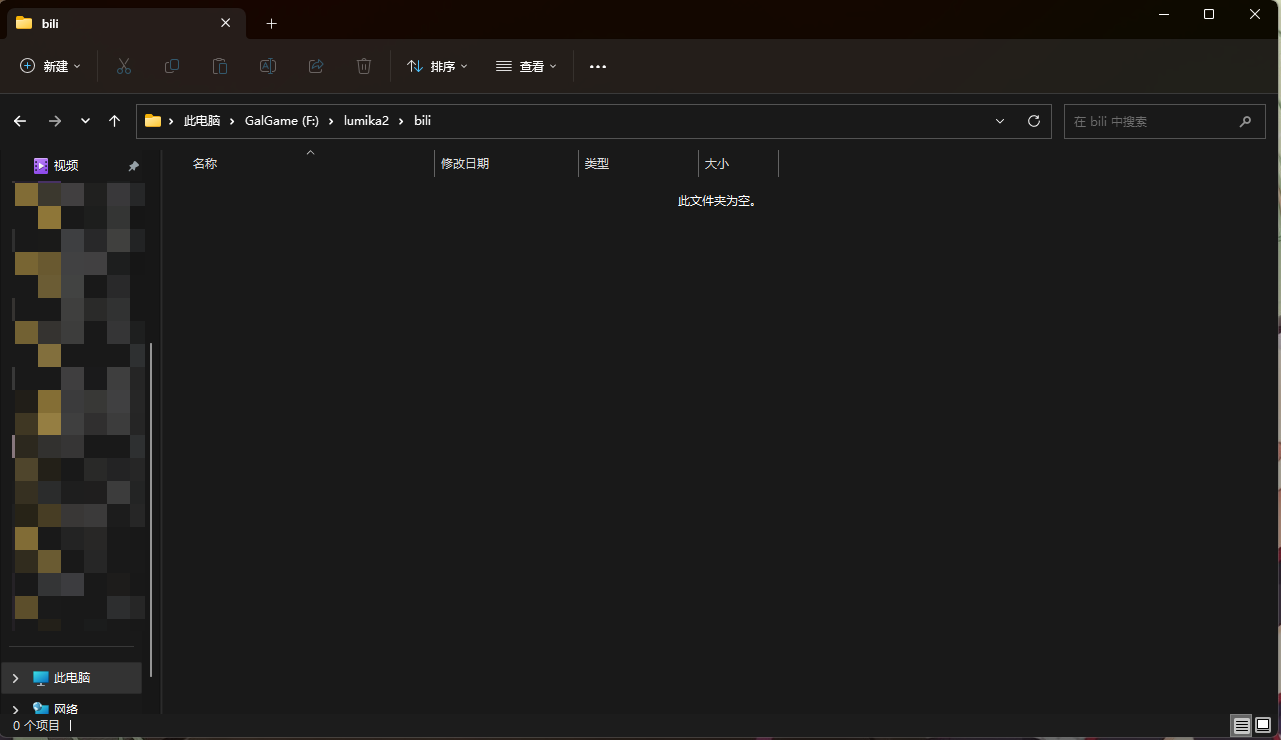 bili
新建
排序
查看
此电脑 GalGame (F:) lumika2 bili
在 bili 中搜索
视频
名称 修改日期 类型 大小
此文件夹为空。
此电脑
网络
0 个项目